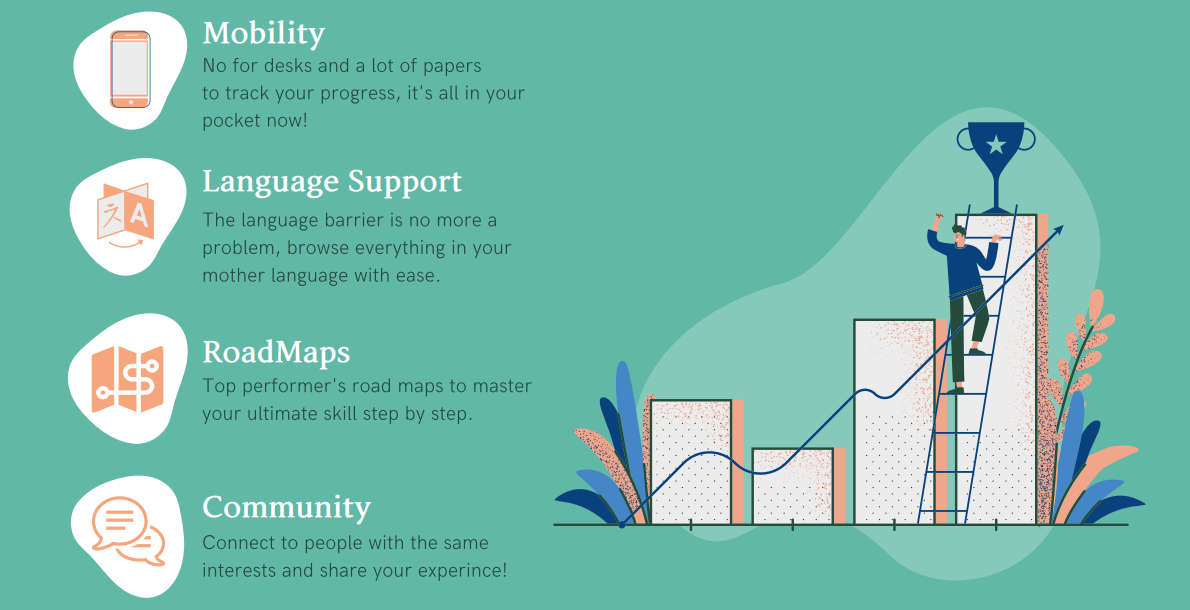 Mobility
No for desks and a lot of papers
to track your progress, it's all in your
pocket now!
Language Support
The language barrier is no more a
problem, browse everything in your
mother language with ease.
RoadMaps
Top performer's road maps to master
your ultimate skill step by step.
Community
Connect to people with the same
interests and share your experince!
A